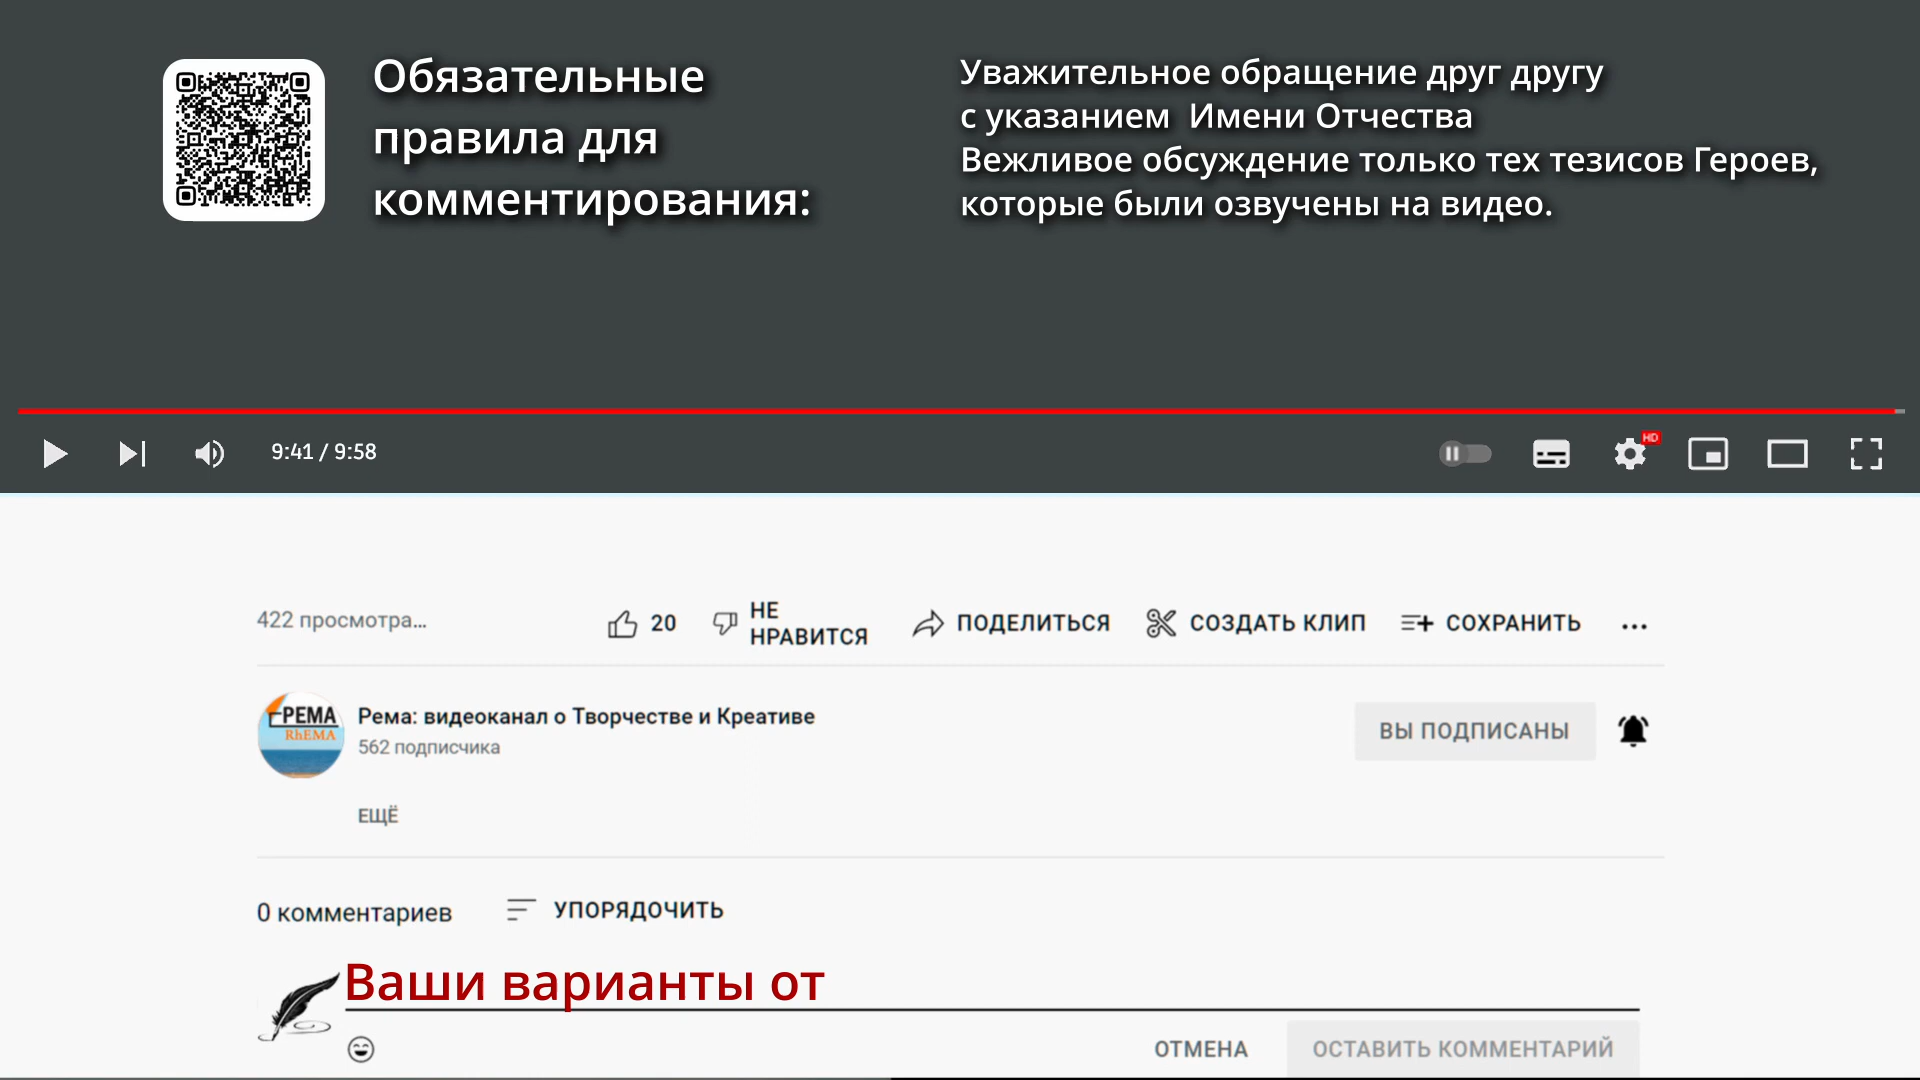 Обязательные
правила для
комментирования:
Уважительное обращение друг другу
с указанием Имени Отчества
Вежливое обсуждение только тех тезисов Героев,
которые были озвучены на видео.
9:41 / 9:58
HD
422 просмотра...
20
НЕ
НРАВИТСЯ
ПОДЕЛИТЬСЯ
СОЗДАТЬ КЛИП
СОХРАНИТЬ
РЕМА
RhEMA
Рема: видеоканал о Творчестве и Креативе
562 подписчика
ВЫ ПОДПИСАНЫ
ЕЩЁ
0 комментариев
УПОРЯДОЧИТЬ
Ваши варианты от
ОТМЕНА
ОСТАВИТЬ КОММЕНТАРИЙ